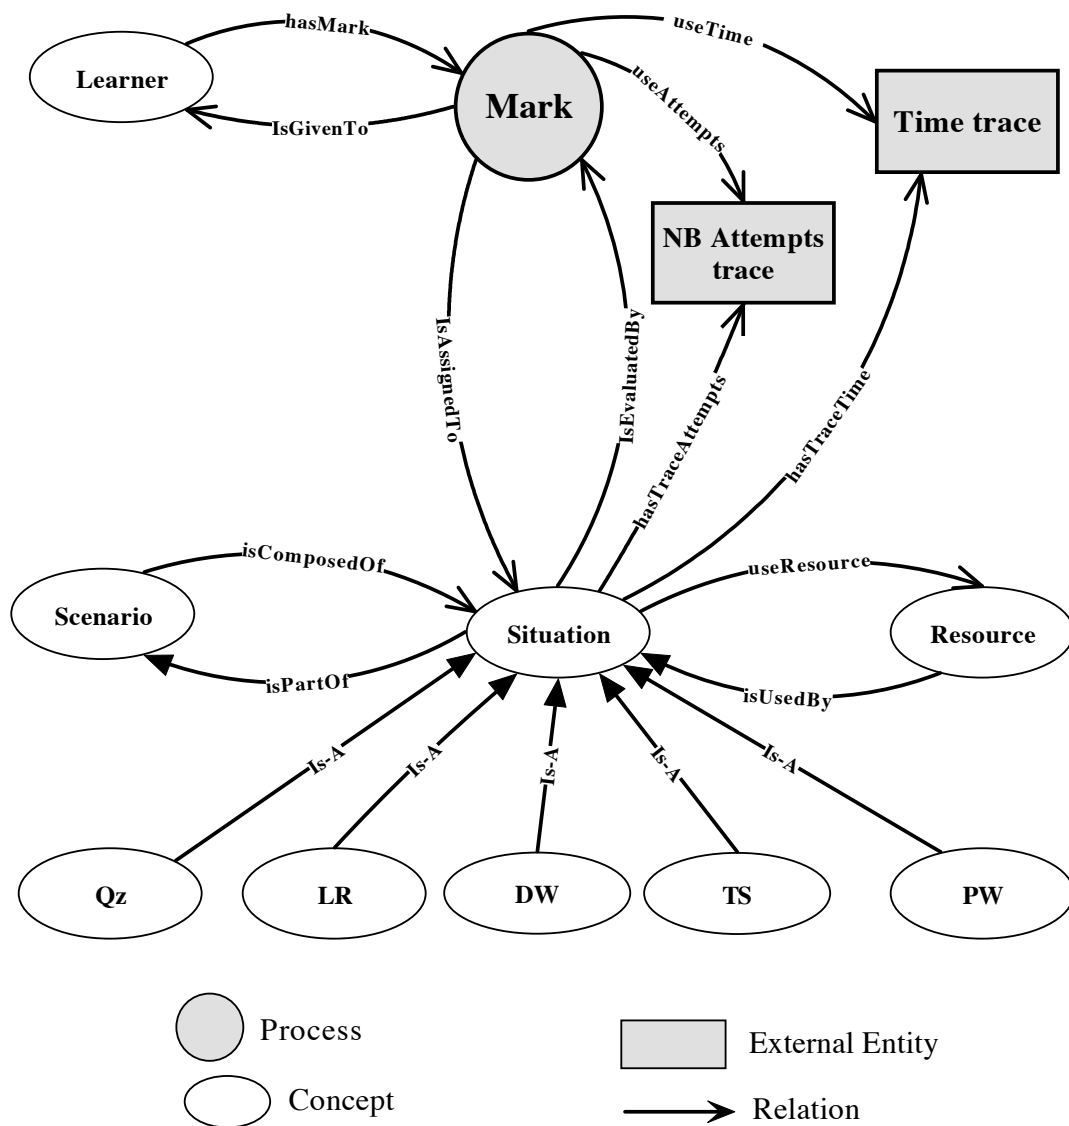 hasMark
useTime
Learner
useAttempts
Mark
Time trace
IsGivenTo
NB Attempts
trace
IsAssignedTo
IsEvaluatedBy
hasTraceAttempts
hasTraceTime
isComposedOf
useResource
Scenario
Situation
Resource
isPartOf
isUsedBy
Is-A
Is-A
Is-A
Is-A
Is-A
Qz
LR
DW
TS
PW
Process
External Entity
Concept
Relation